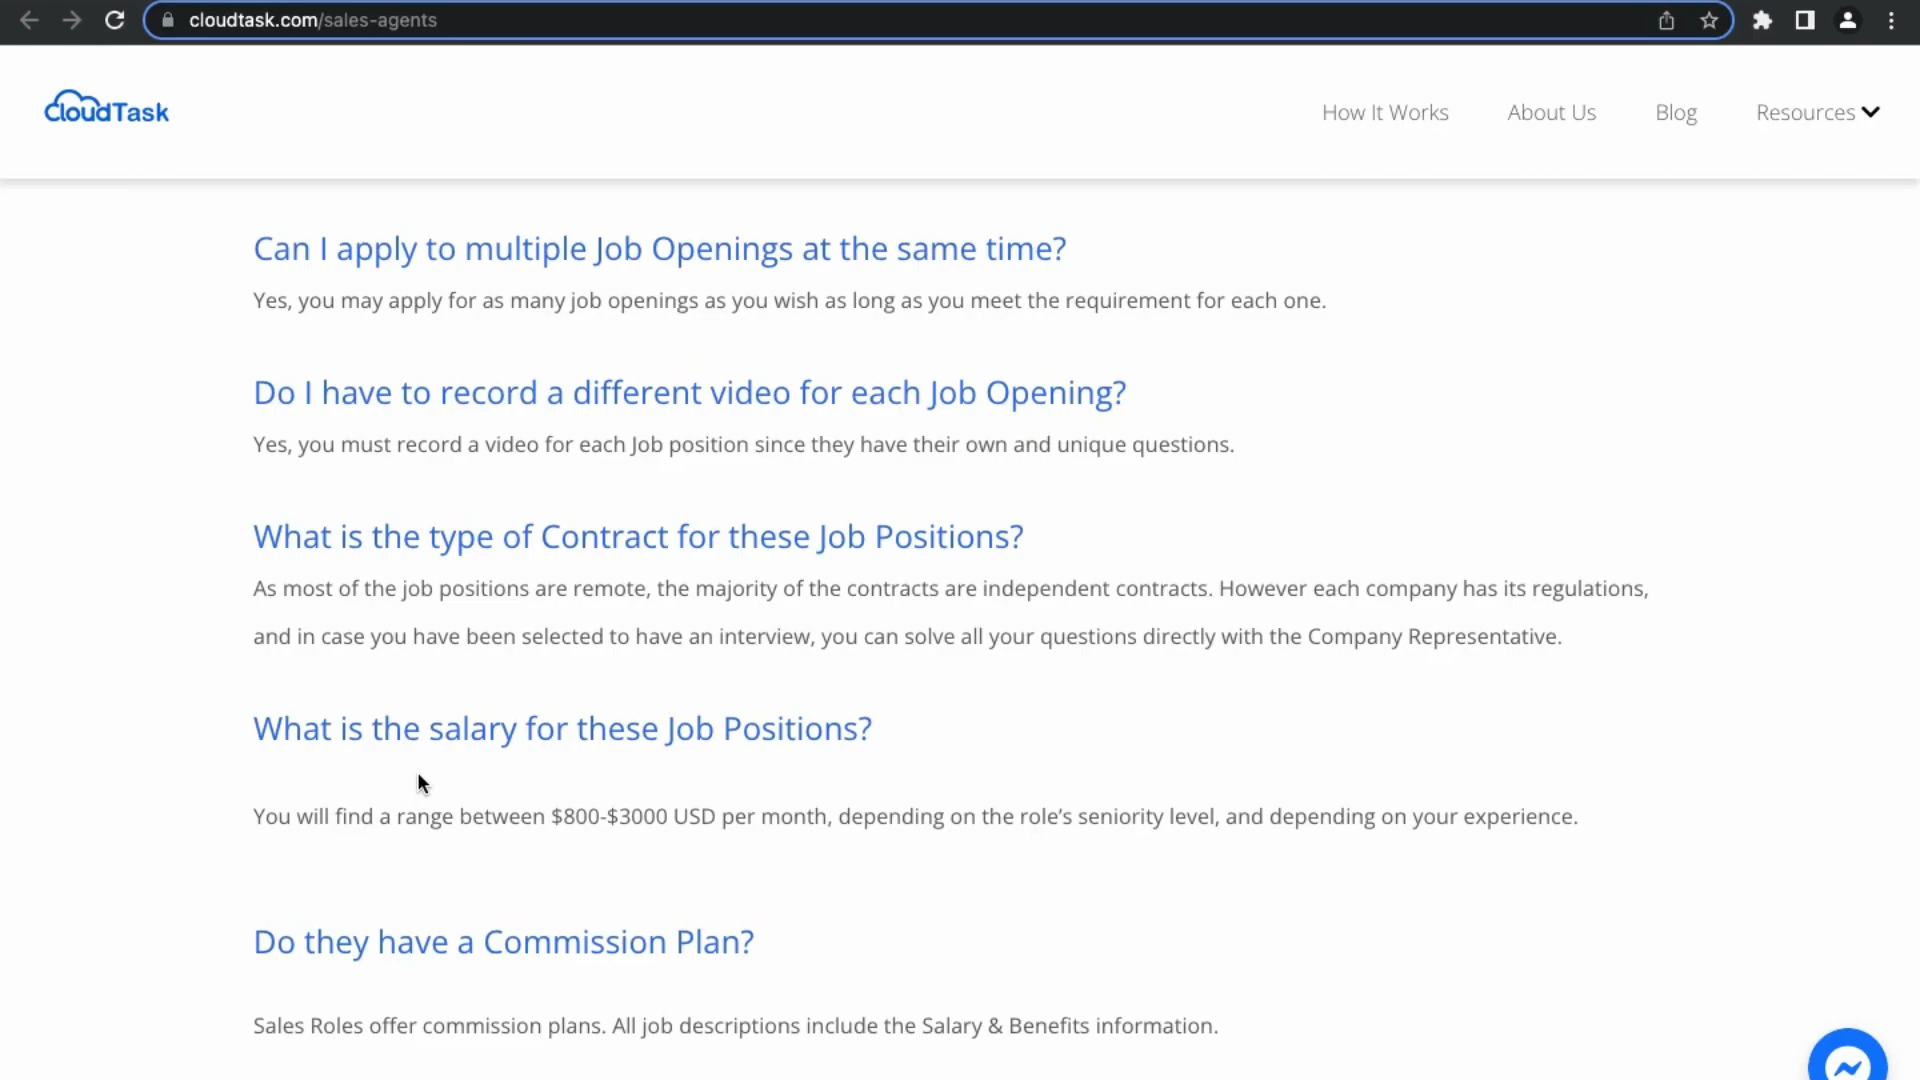 cloudtask.com/sales-agents
CloudTask
How It Works
About Us
Blog
Resources
Can I apply to multiple Job Openings at the same time?
Yes, you may apply for as many job openings as you wish as long as you meet the requirement for each one.
Do I have to record a different video for each Job Opening?
Yes, you must record a video for each Job position since they have their own and unique questions.
What is the type of Contract for these Job Positions?
As most of the job positions are remote, the majority of the contracts are independent contracts. However each company has its regulations,
and in case you have been selected to have an interview, you can solve all your questions directly with the Company Representative.
What is the salary for these Job Positions?
You will find a range between $800-$3000 USD per month, depending on the role’s seniority level, and depending on your experience.
Do they have a Commission Plan?
Sales Roles offer commission plans. All job descriptions include the Salary & Benefits information.